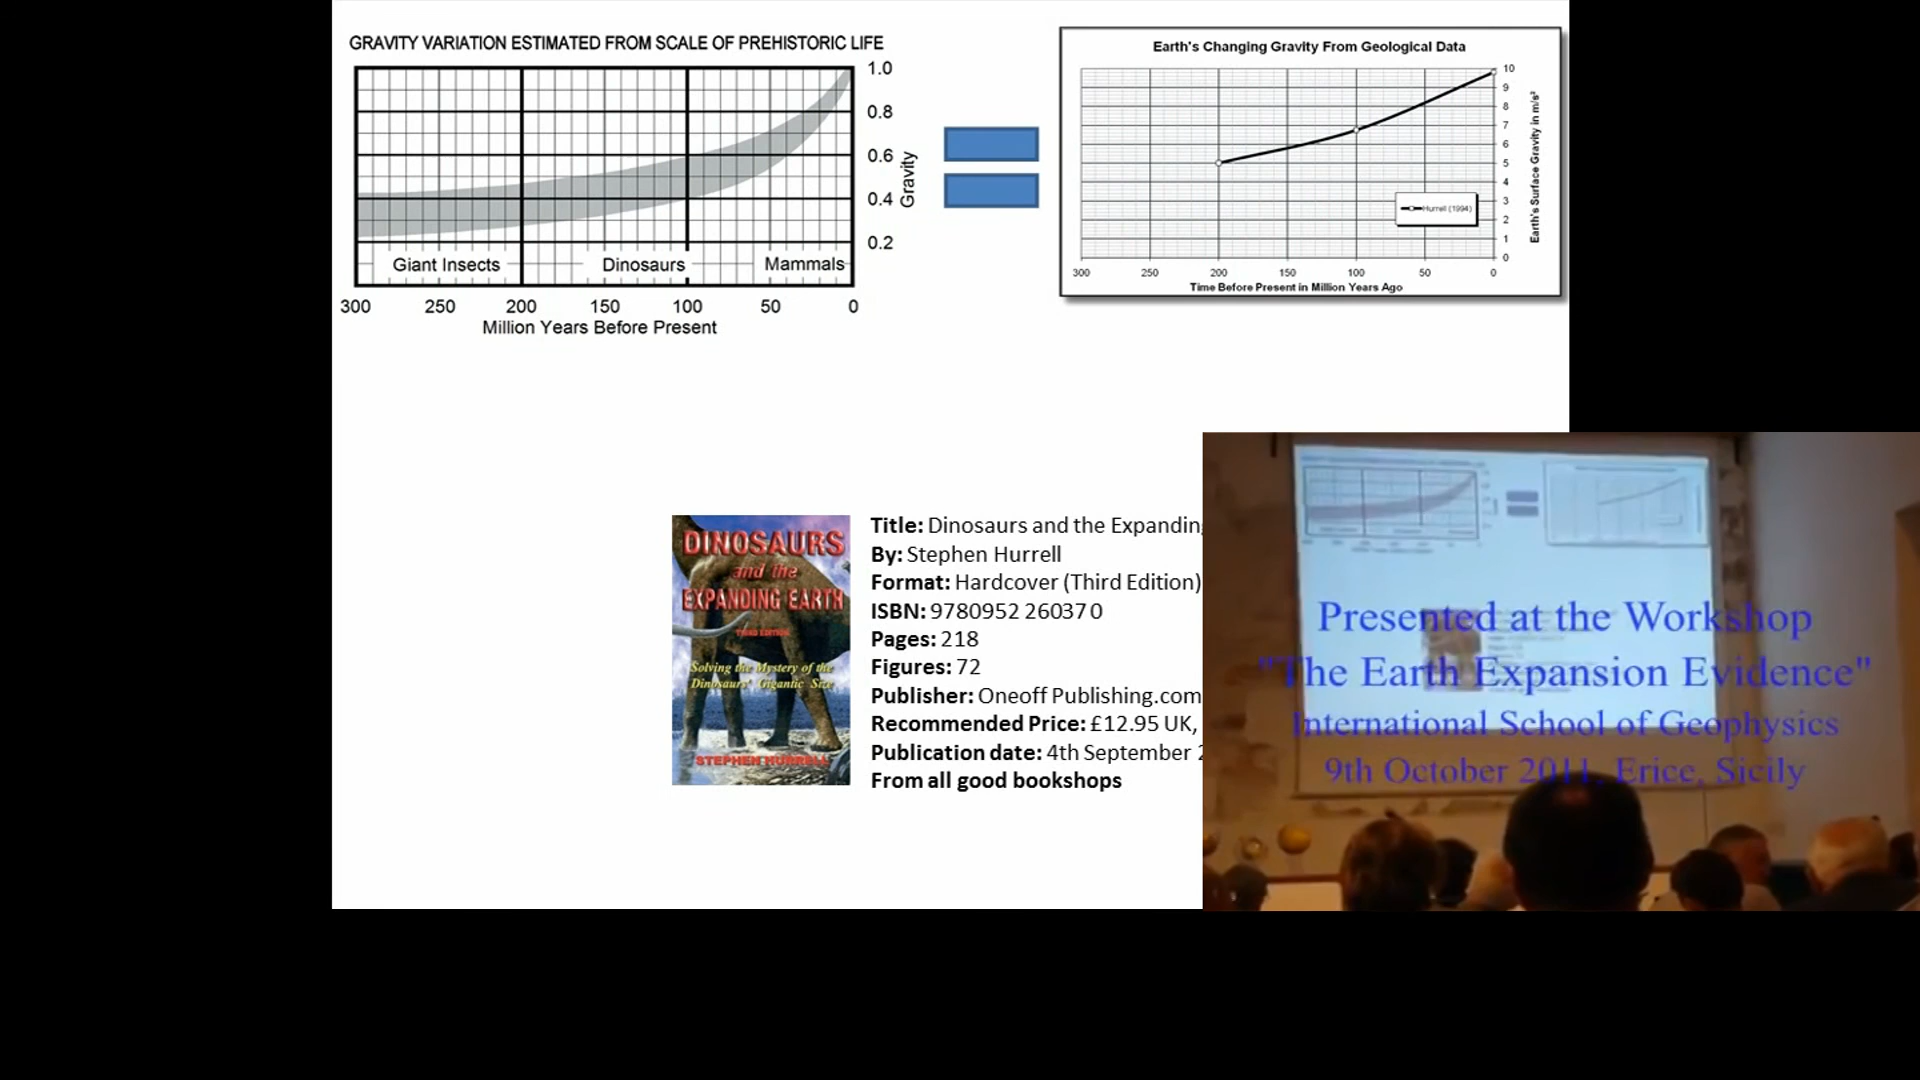 GRAVITY VARIATION ESTIMATED FROM SCALE OF PREHISTORIC LIFE
1.0
0.8
0.6
0.4
0.2
Gravity
Giant Insects
Dinosaurs
Mammals
300 250 200 150 100 50 0
Million Years Before Present
Earth's Changing Gravity From Geological Data
10
9
8
7
6
5
4
3
2
1
0
Earth's Surface Gravity in m/s²
Hurrell (1994)
300 250 200 150 100 50 0
Time Before Present in Million Years Ago
DINOSAURS
and the
EXPANDING EARTH
THIRD EDITION
Solving the Mystery of the
Dinosaurs' Gigantic Size
STEPHEN HURRELL
Title: Dinosaurs and the Expandin
By: Stephen Hurrell
Format: Hardcover (Third Edition)
ISBN: 9780952 260370
Pages: 218
Figures: 72
Publisher: Oneoff Publishing.com
Recommended Price: £12.95 UK,
Publication date: 4th September 2
From all good bookshops
Presented at the Workshop
"The Earth Expansion Evidence"
International School of Geophysics
9th October 2011, Erice, Sicily